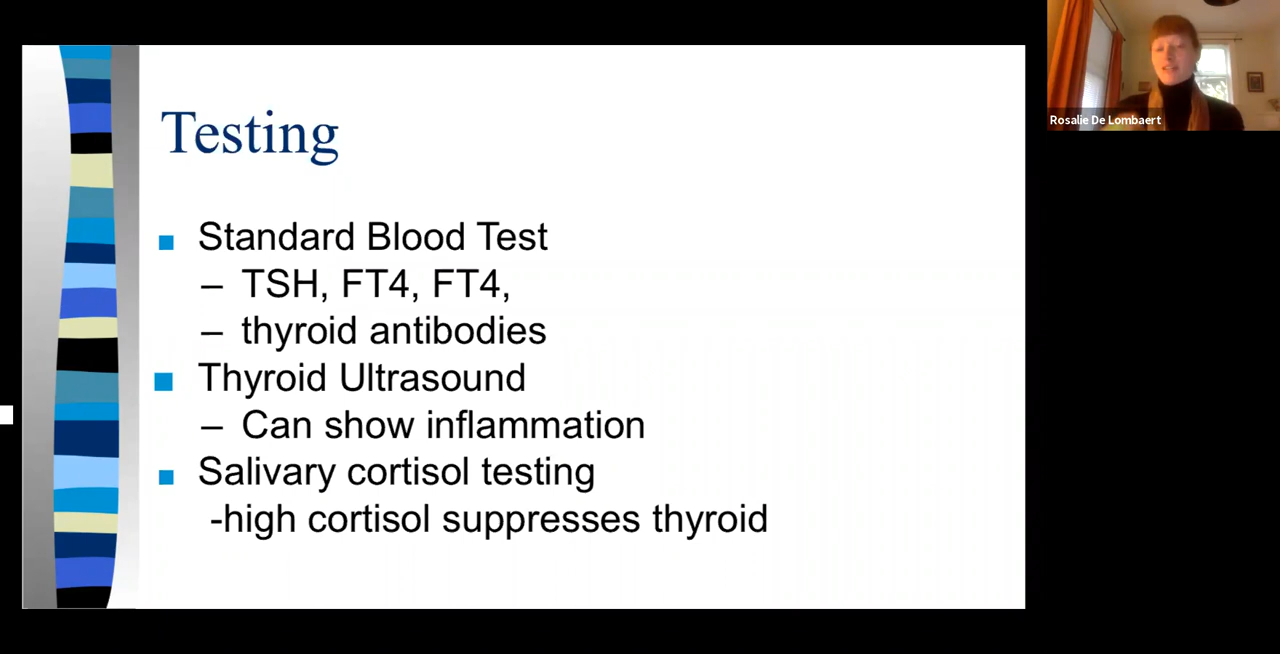 Testing
■ Standard Blood Test
– TSH, FT4, FT4,
– thyroid antibodies
■ Thyroid Ultrasound
– Can show inflammation
■ Salivary cortisol testing
-high cortisol suppresses thyroid
Rosalie De Lombaert